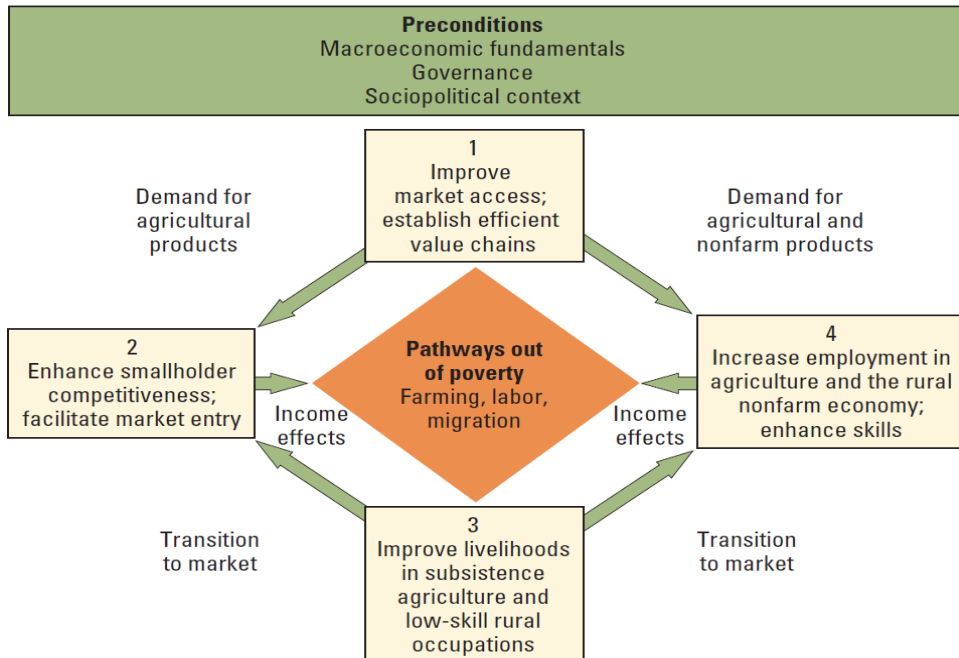 Preconditions
Macroeconomic fundamentals
Governance
Sociopolitical context
1
Improve
market access;
establish efficient
value chains
Demand for
agricultural
products
Demand for
agricultural and
nonfarm products
2
Enhance smallholder
competitiveness;
facilitate market entry
Pathways out
of poverty
Farming, labor,
migration
4
Increase employment in
agriculture and the rural
nonfarm economy;
enhance skills
Income
effects
Income
effects
3
Improve livelihoods
in subsistence
agriculture and
low-skill rural
occupations
Transition
to market
Transition
to market